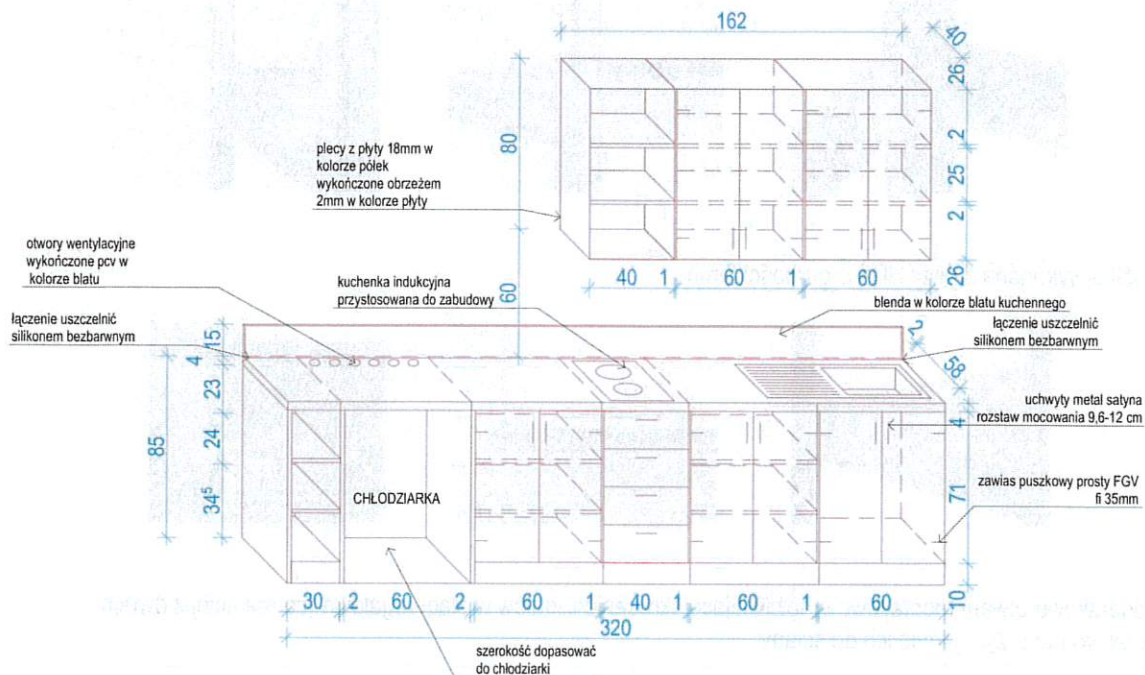 162
40
26
80
plecy z płyty 18mm w
kolorze półek
wykończone obrzeżem
2mm w kolorze płyty
2
25
2
26
40 1 60 1 60
otwory wentylacyjne
wykończone pcv w
kolorze blatu
kuchenka indukcyjna
przystosowana do zabudowy
60
blenda w kolorze blatu kuchennego
łączenie uszczelnić
silikonem bezbarwnym
15
łączenie uszczelnić
silikonem bezbarwnym
2
4
58
23
uchwyty metal satyna
rozstaw mocowania 9,6-12 cm
4
24
85
71
zawias puszkowy prosty FGV
fi 35mm
CHŁODZIARKA
34⁵
10
30 2 60 2 60 1 40 1 60 1 60
320
szerokość dopasować
do chłodziarki